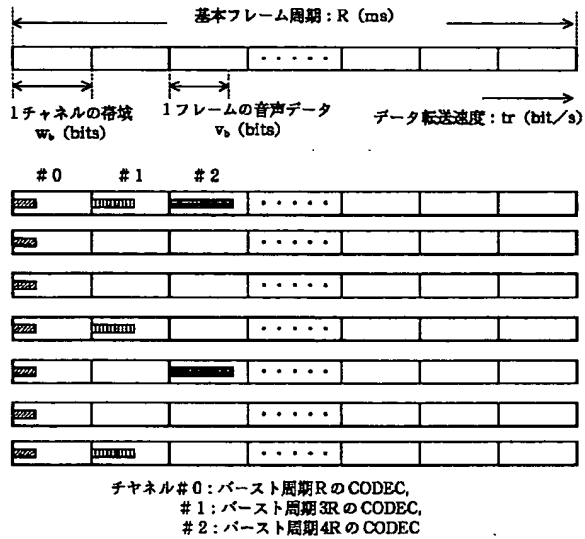 基本フレーム周期：R（ms）
・・・・・
1チャネルの帯域
w_b（bits）
1フレームの音声データ
v_b（bits）
データ転送速度：tr（bit／s）
＃0 ＃1 ＃2
・・・・・
・・・・・
・・・・・
・・・・・
・・・・・
・・・・・
・・・・・
チヤネル＃0：バースト周期RのCODEC,
＃1：バースト周期3RのCODEC,
＃2：バースト周期4RのCODEC